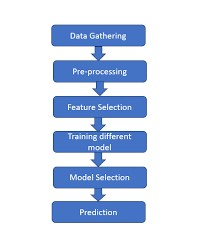 Data Gathering
Pre-processing
Feature Selection
Training different
model
Model Selection
Prediction